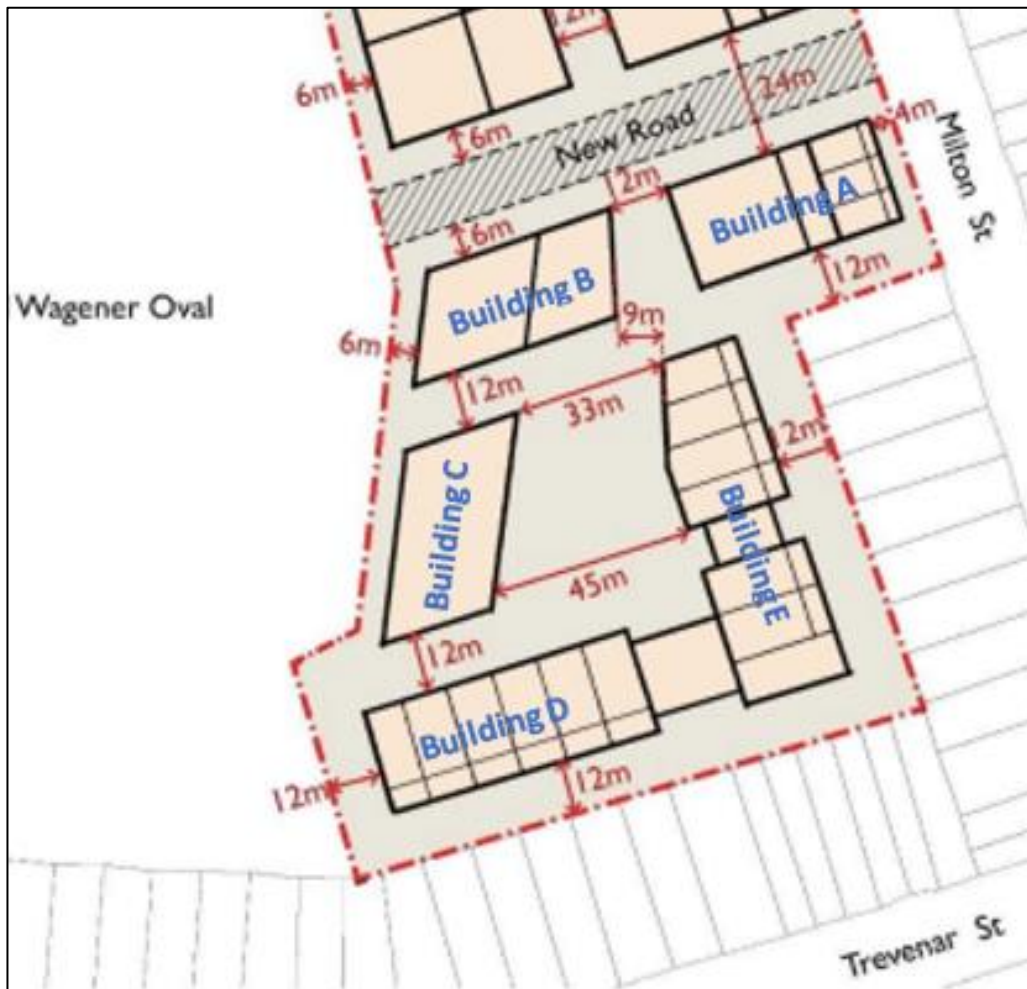 12m
6m
24m
6m
4m
New Road
Milton St
12m
Building A
6m
12m
Building B
Wagener Oval
9m
6m
12m
33m
12m
Building C
Building E
45m
12m
Building D
12m
12m
Trevenar St